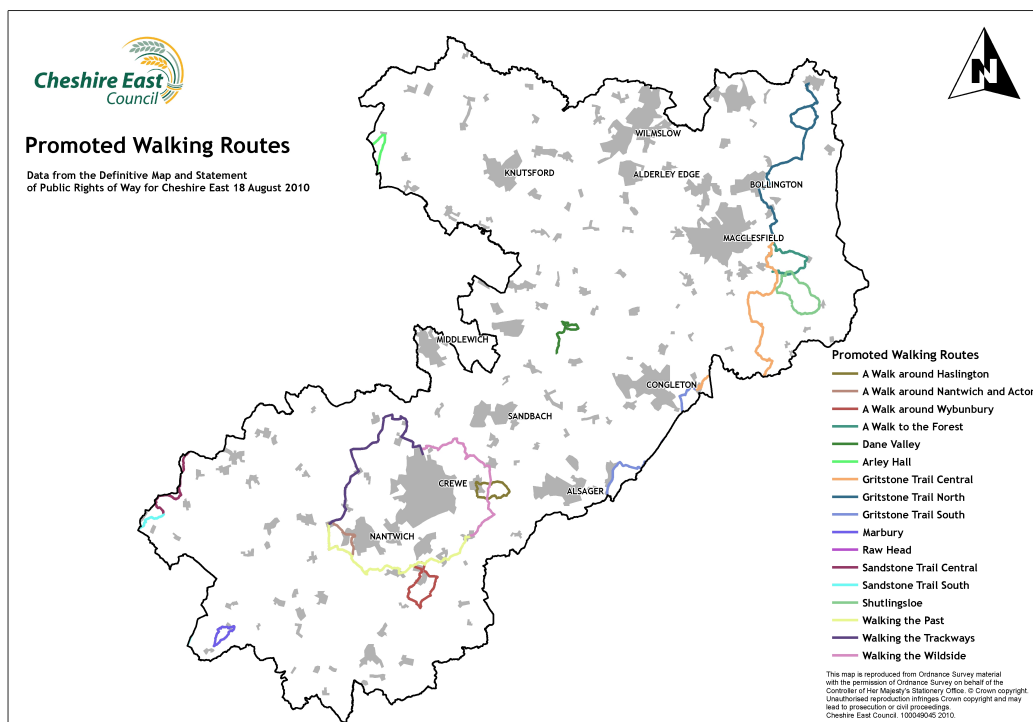 Cheshire East
Council
Promoted Walking Routes
Data from the Definitive Map and Statement
of Public Rights of Way for Cheshire East 18 August 2010
N
WILMSLOW
KNUTSFORD
ALDERLEY EDGE
BOLLINGTON
MACCLESFIELD
MIDDLEWICH
CONGLETON
SANDBACH
CREWE
ALSAGER
NANTWICH
Promoted Walking Routes
A Walk around Haslington
A Walk around Nantwich and Acton
A Walk around Wybunbury
A Walk to the Forest
Dane Valley
Arley Hall
Gritstone Trail Central
Gritstone Trail North
Gritstone Trail South
Marbury
Raw Head
Sandstone Trail Central
Sandstone Trail South
Shutlingsloe
Walking the Past
Walking the Trackways
Walking the Wildside
This map is reproduced from Ordnance Survey material
with the permission of Ordnance Survey on behalf of the
Controller of Her Majesty's Stationery Office. © Crown copyright.
Unauthorised reproduction infringes Crown copyright and may
lead to prosecution or civil proceedings.
Cheshire East Council. 100049045 2010.